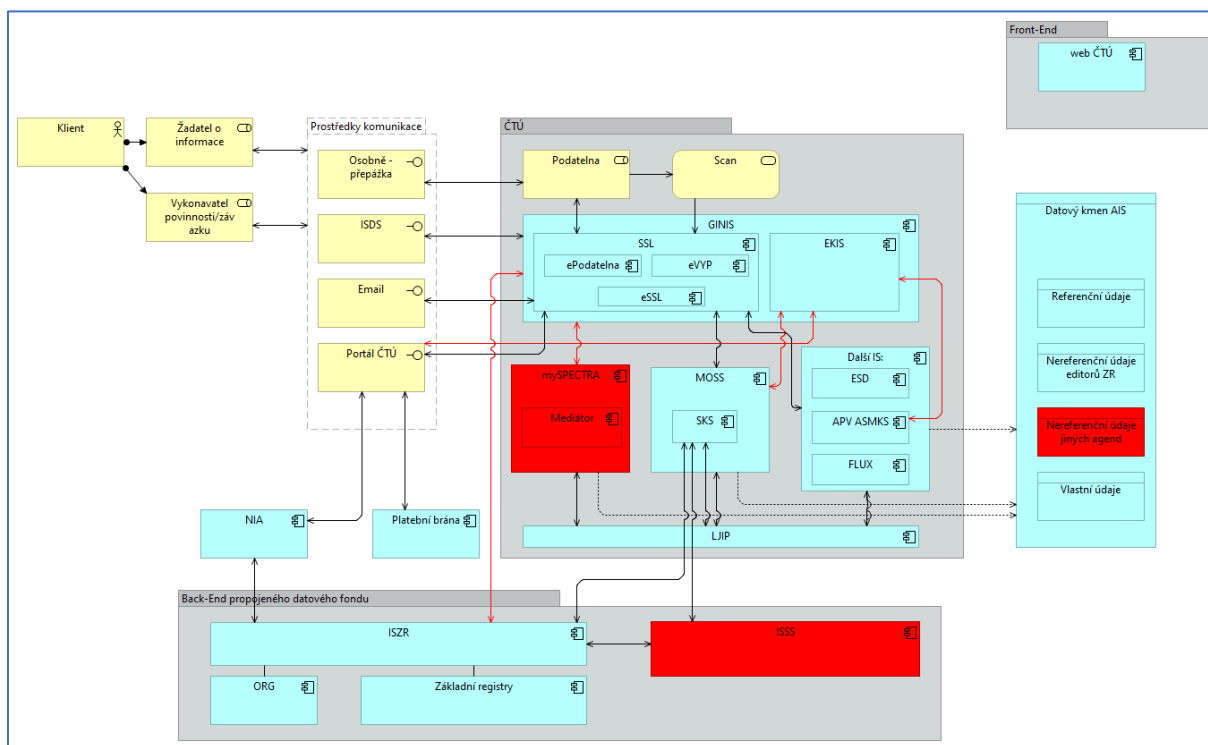 Front-End
web ČTÚ
Klient
Žadatel o
informace
Vykonavatel
povinnosti/záv
azku
Prostředky komunikace
Osobně -
přepážka
ISDS
Email
Portál ČTÚ
ČTÚ
Podatelna
Scan
GINIS
SSL
ePodatelna
eVYP
eSSL
EKIS
mySPECTRA
Mediátor
MOSS
SKS
Další IS:
ESD
APV ASMKS
FLUX
LJIP
Datový kmen AIS
Referenční údaje
Nereferenční údaje
editorů ZR
Nereferenční údaje
jiných agend
Vlastní údaje
NIA
Platební brána
Back-End propojeného datového fondu
ISZR
ISSS
ORG
Základní registry